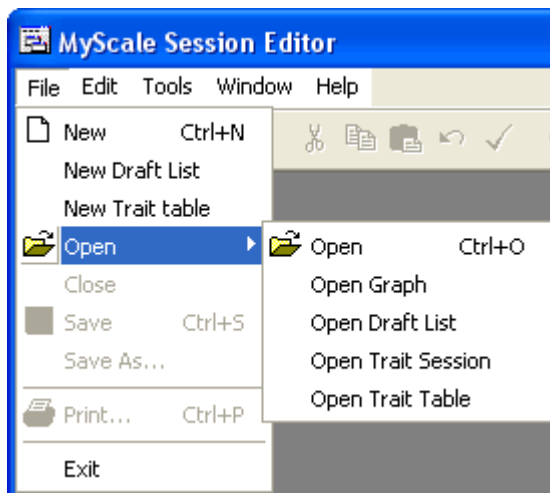 MyScale Session Editor
File Edit Tools Window Help
New Ctrl+N
New Draft List
New Trait table
Open
Close
Save Ctrl+S
Save As...
Print... Ctrl+P
Exit
Open Ctrl+O
Open Graph
Open Draft List
Open Trait Session
Open Trait Table